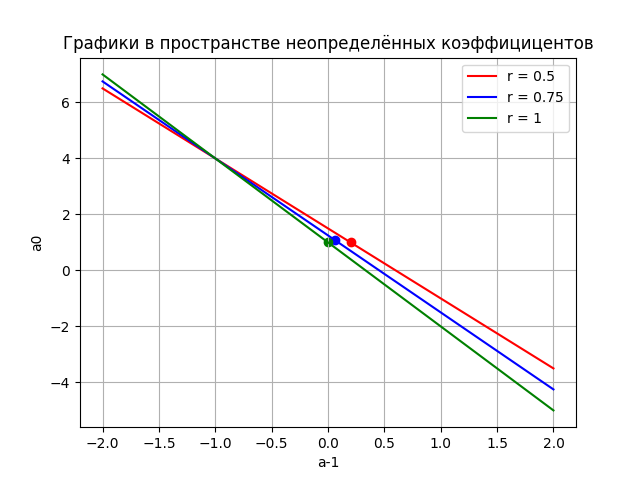 Графики в пространстве неопределённых коэффицицентов
r = 0.5
r = 0.75
r = 1
6
4
2
0
−2
−4
a0
−2.0 −1.5 −1.0 −0.5 0.0 0.5 1.0 1.5 2.0
a-1